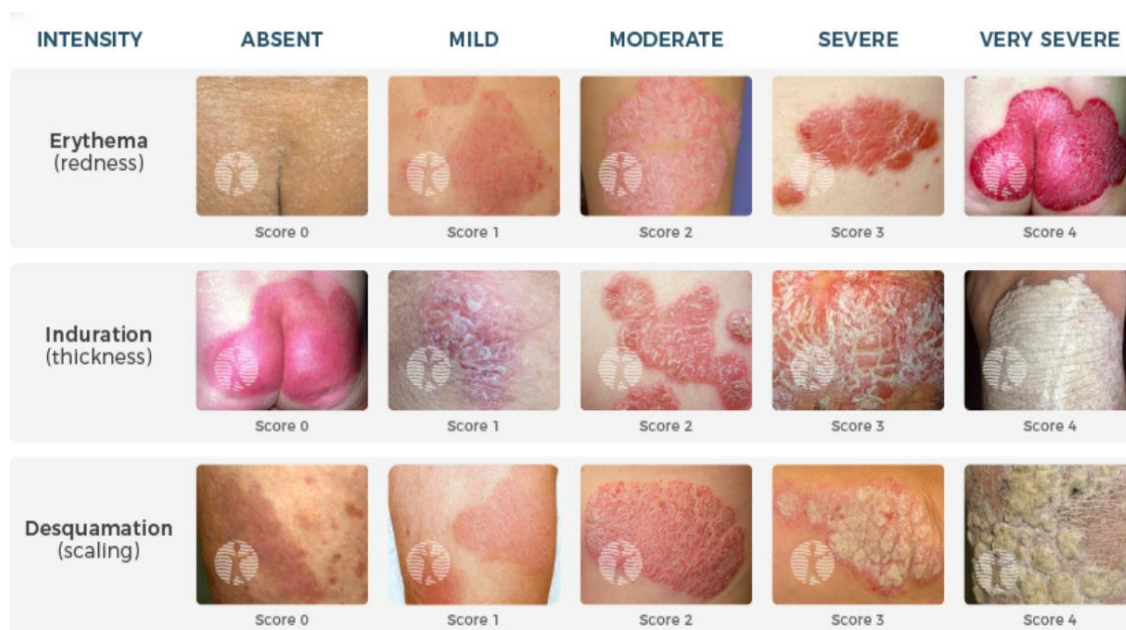 INTENSITY ABSENT MILD MODERATE SEVERE VERY SEVERE
Erythema
(redness)
Score 0 Score 1 Score 2 Score 3 Score 4
Induration
(thickness)
Score 0 Score 1 Score 2 Score 3 Score 4
Desquamation
(scaling)
Score 0 Score 1 Score 2 Score 3 Score 4